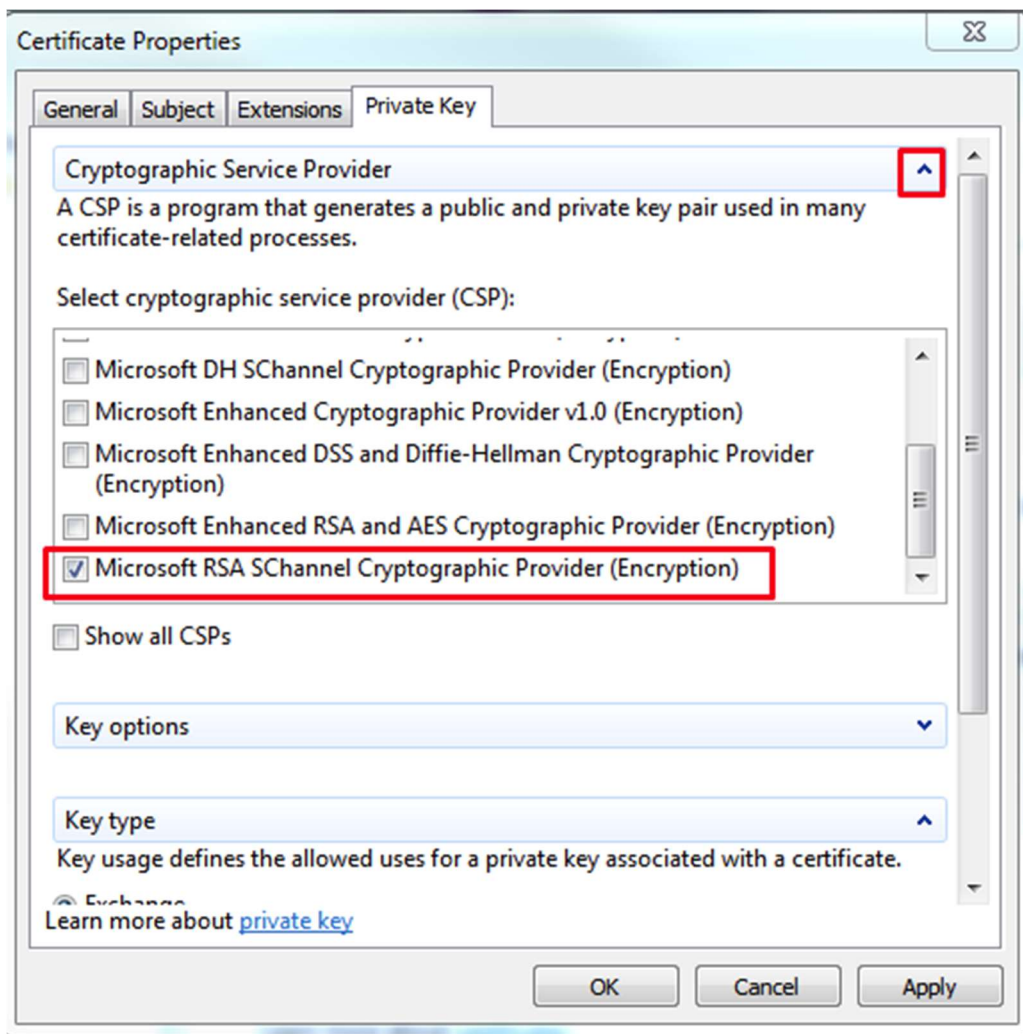 Certificate Properties
General Subject Extensions Private Key
Cryptographic Service Provider
A CSP is a program that generates a public and private key pair used in many
certificate-related processes.
Select cryptographic service provider (CSP):
Microsoft DH SChannel Cryptographic Provider (Encryption)
Microsoft Enhanced Cryptographic Provider v1.0 (Encryption)
Microsoft Enhanced DSS and Diffie-Hellman Cryptographic Provider
(Encryption)
Microsoft Enhanced RSA and AES Cryptographic Provider (Encryption)
Microsoft RSA SChannel Cryptographic Provider (Encryption)
Show all CSPs
Key options
Key type
Key usage defines the allowed uses for a private key associated with a certificate.
Exchange
Learn more about private key
OK Cancel Apply